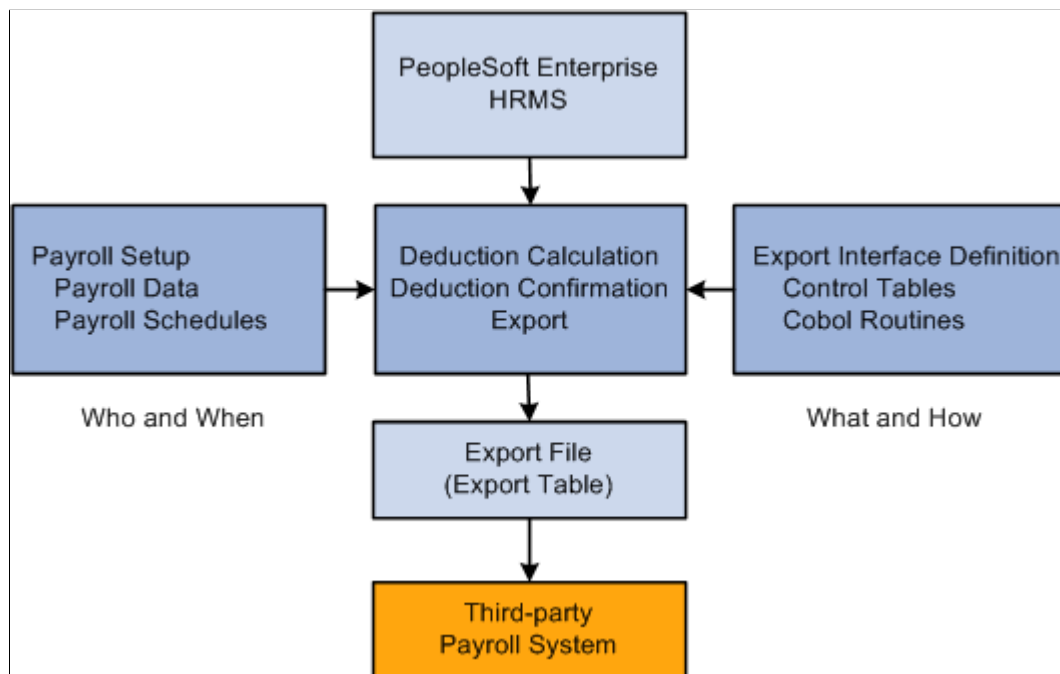 PeopleSoft Enterprise
HRMS
Payroll Setup
Payroll Data
Payroll Schedules
Deduction Calculation
Deduction Confirmation
Export
Export Interface Definition
Control Tables
Cobol Routines
Who and When
What and How
Export File
(Export Table)
Third-party
Payroll System